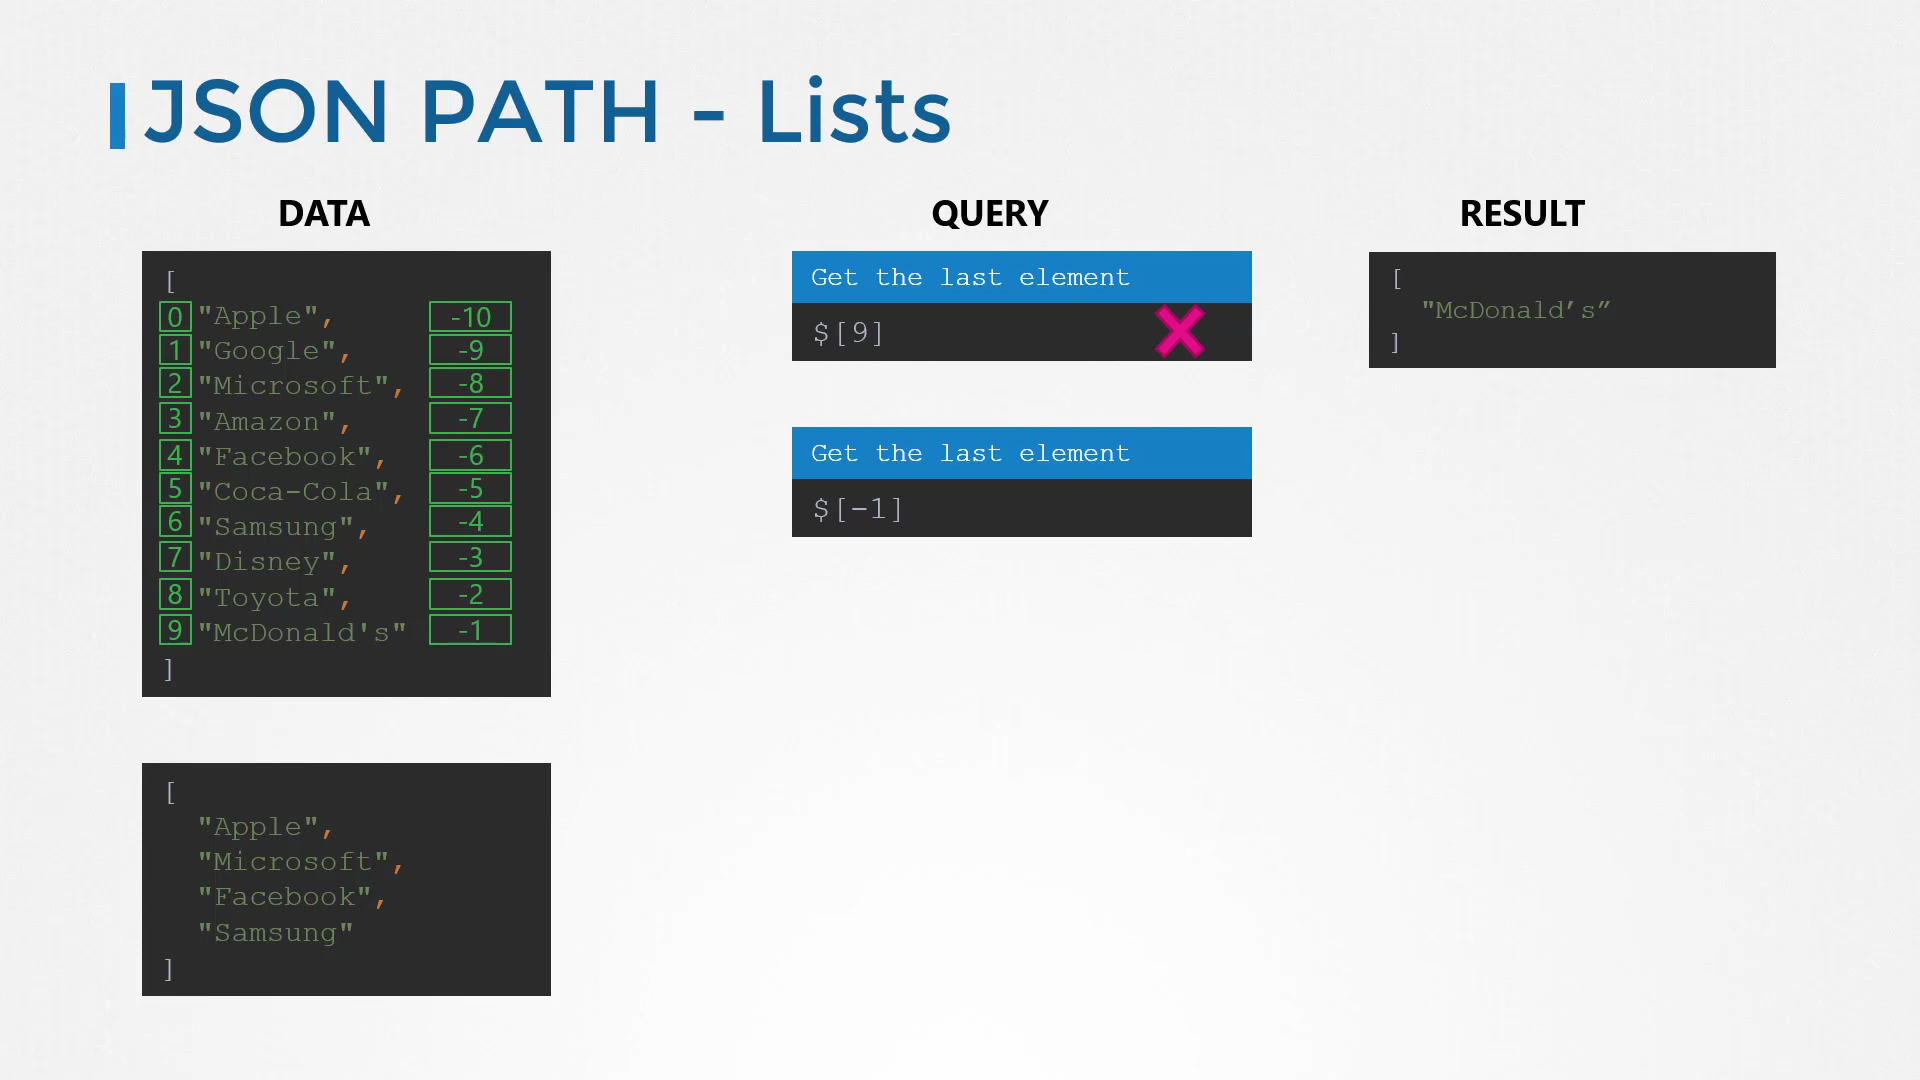 JSON PATH - Lists
DATA
QUERY
RESULT
[
0 "Apple", -10
1 "Google", -9
2 "Microsoft", -8
3 "Amazon", -7
4 "Facebook", -6
5 "Coca-Cola", -5
6 "Samsung", -4
7 "Disney", -3
8 "Toyota", -2
9 "McDonald's" -1
]
[
"Apple",
"Microsoft",
"Facebook",
"Samsung"
]
Get the last element
$[9]
Get the last element
$[-1]
[
"McDonald’s”
]